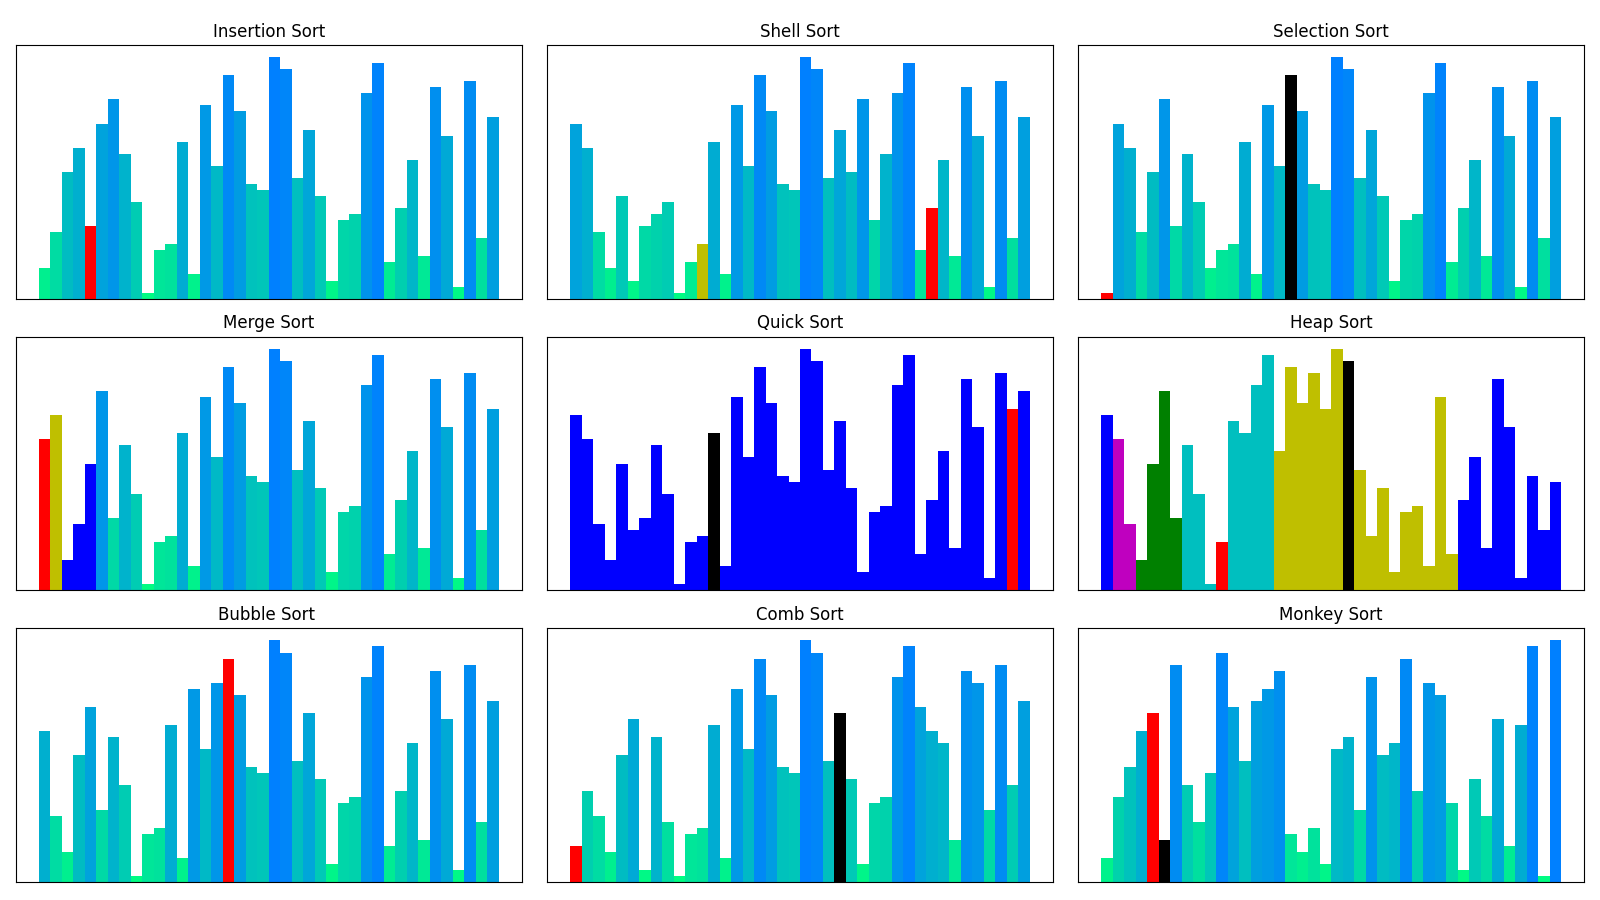 Insertion Sort
Shell Sort
Selection Sort
Merge Sort
Quick Sort
Heap Sort
Bubble Sort
Comb Sort
Monkey Sort